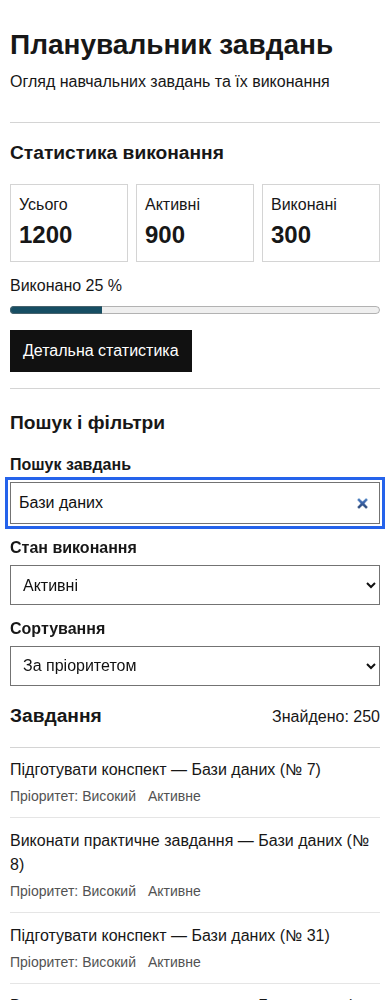 Планувальник завдань
Огляд навчальних завдань та їх виконання
Статистика виконання
Усього
1200
Активні
900
Виконані
300
Виконано 25 %
Детальна статистика
Пошук і фільтри
Пошук завдань
Бази даних
Стан виконання
Активні
Сортування
За пріоритетом
Завдання
Знайдено: 250
Підготувати конспект — Бази даних (№ 7)
Пріоритет: Високий Активне
Виконати практичне завдання — Бази даних (№
8)
Пріоритет: Високий Активне
Підготувати конспект — Бази даних (№ 31)
Пріоритет: Високий Активне